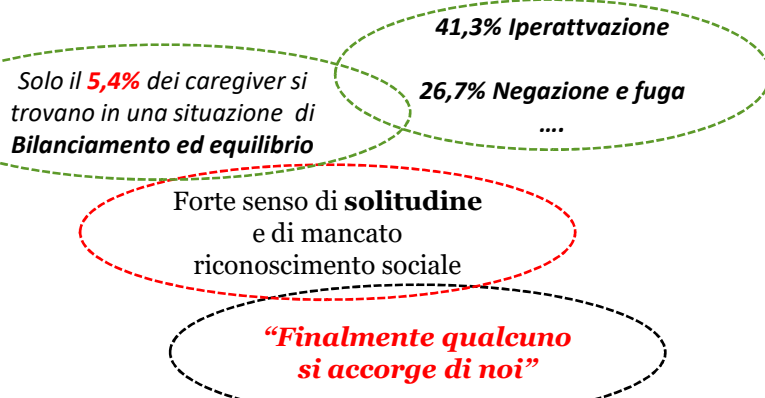 41,3% Iperattvazione
Solo il 5,4% dei caregiver si
trovano in una situazione di
Bilanciamento ed equilibrio
26,7% Negazione e fuga
....
Forte senso di solitudine
e di mancato
riconoscimento sociale
“Finalmente qualcuno
si accorge di noi”